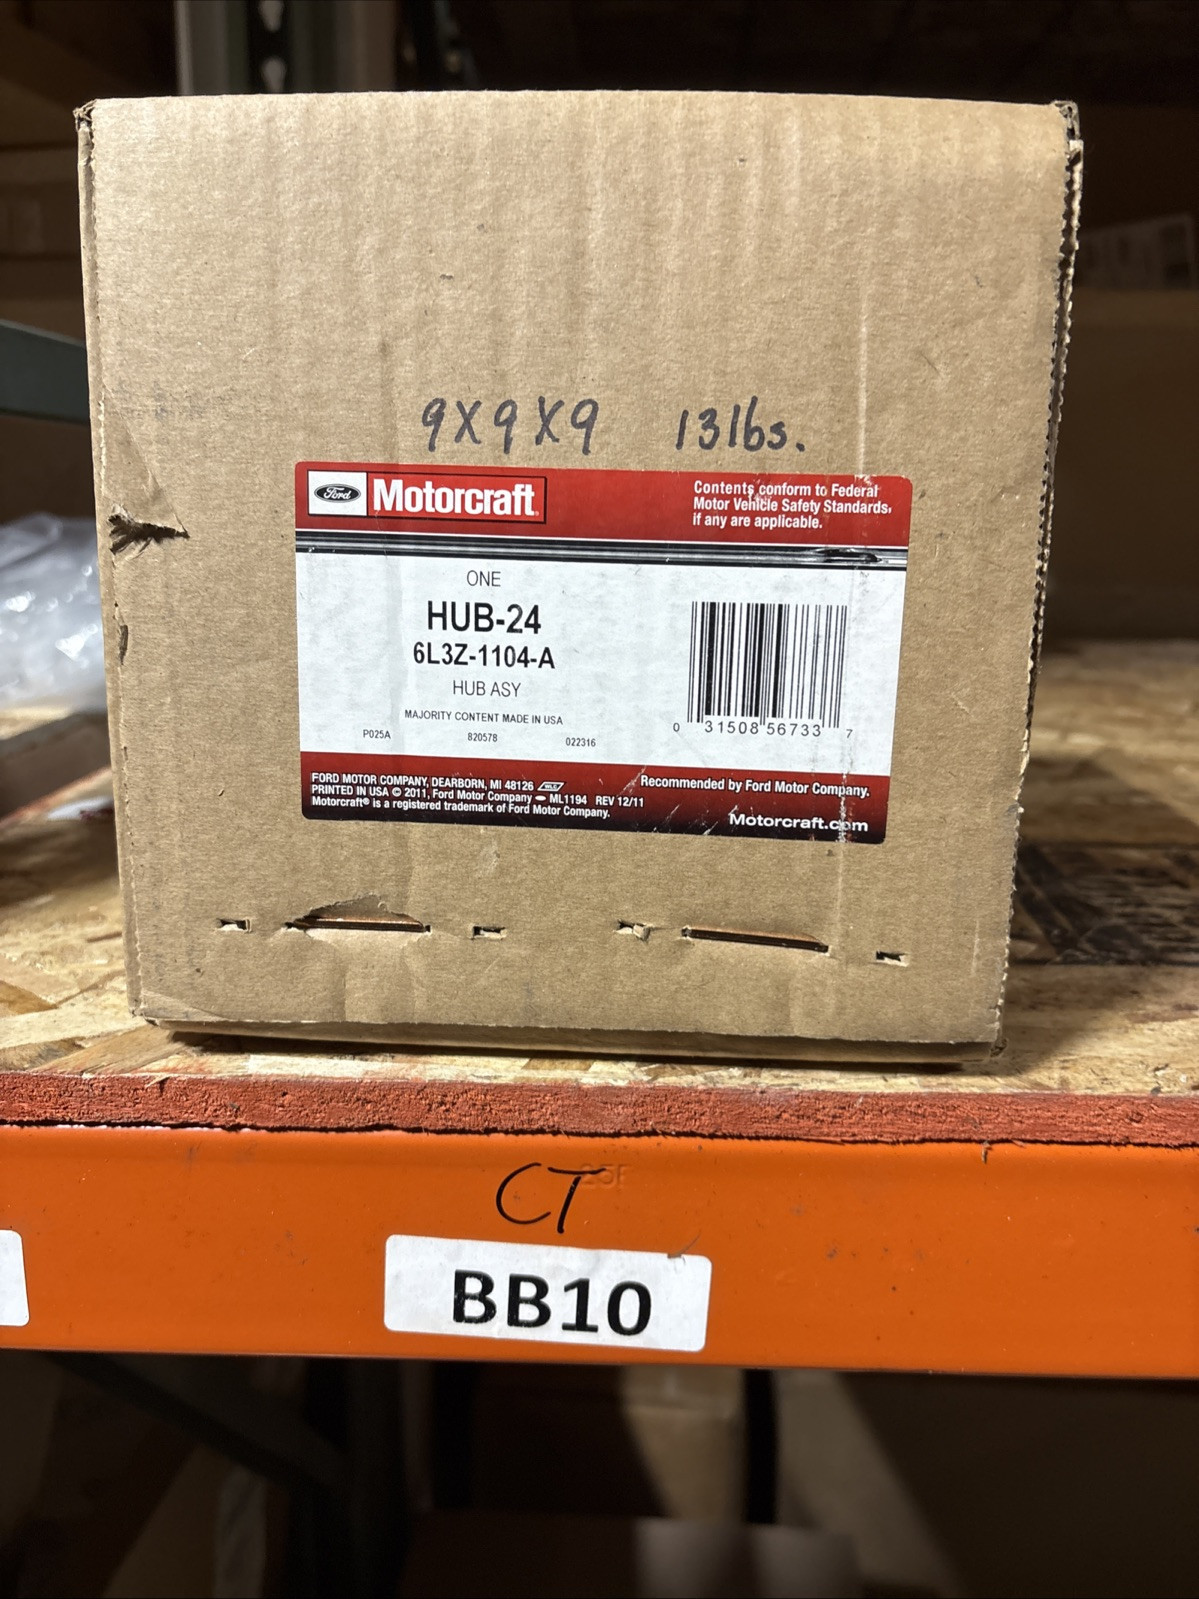 9X9X9 13lbs.
Ford Motorcraft
Contents conform to Federal
Motor Vehicle Safety Standards,
if any are applicable.
ONE
HUB-24
6L3Z-1104-A
HUB ASY
MAJORITY CONTENT MADE IN USA
P025A 820578 022316
0 31508 56733 7
FORD MOTOR COMPANY, DEARBORN, MI 48126
PRINTED IN USA © 2011, Ford Motor Company ML1194 REV 12/11
Motorcraft® is a registered trademark of Ford Motor Company.
Recommended by Ford Motor Company.
Motorcraft.com
CT
BB10